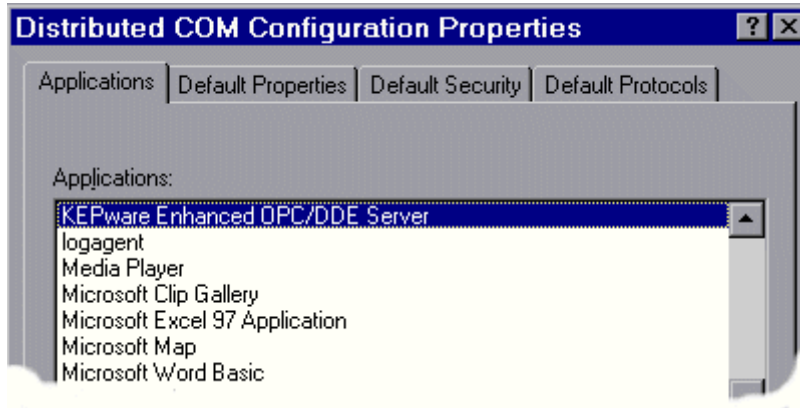 Distributed COM Configuration Properties
Applications Default Properties Default Security Default Protocols
Applications:
KEPware Enhanced OPC/DDE Server
logagent
Media Player
Microsoft Clip Gallery
Microsoft Excel 97 Application
Microsoft Map
Microsoft Word Basic